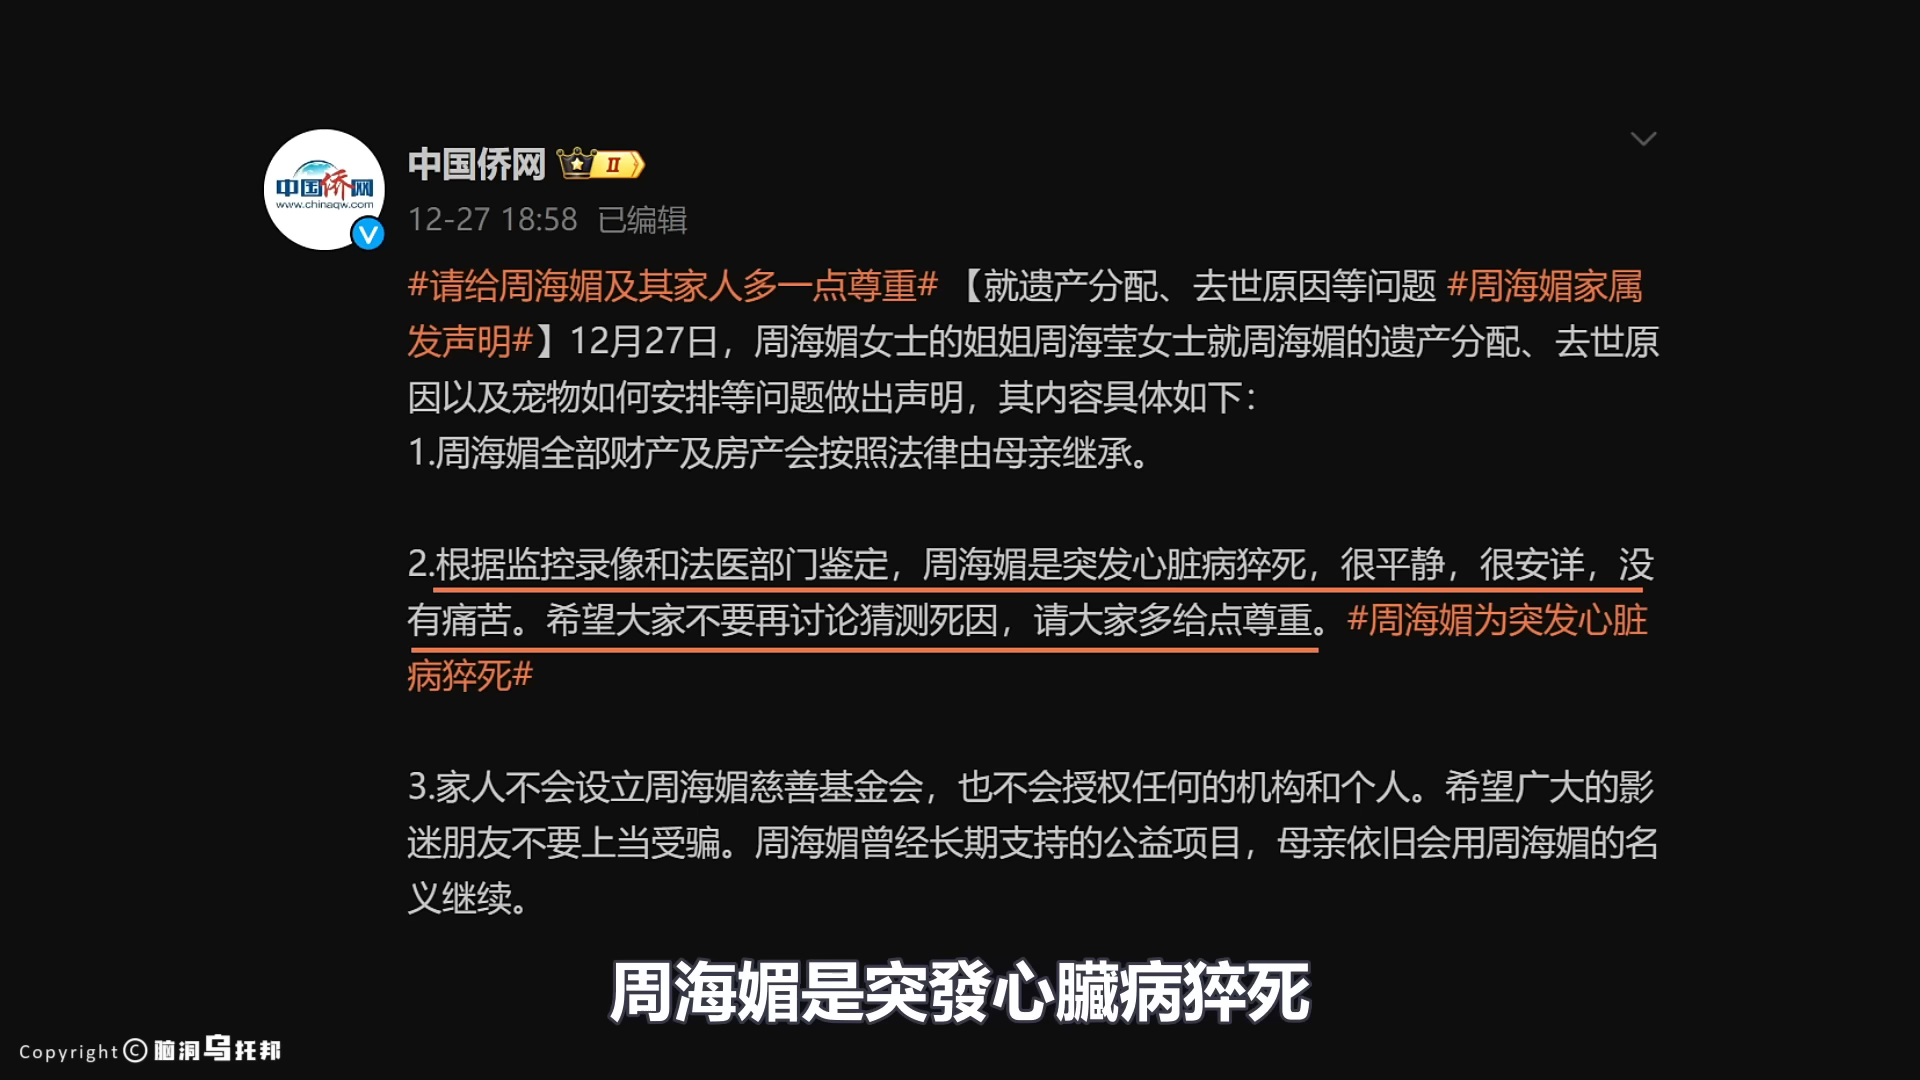 中国侨网
www.chinaqw.com
V
中国侨网 II
12-27 18:58 已编辑
#请给周海媚及其家人多一点尊重# 【就遗产分配、去世原因等问题 #周海媚家属
发声明#】12月27日，周海媚女士的姐姐周海莹女士就周海媚的遗产分配、去世原
因以及宠物如何安排等问题做出声明，其内容具体如下：
1.周海媚全部财产及房产会按照法律由母亲继承。
2.根据监控录像和法医部门鉴定，周海媚是突发心脏病猝死，很平静，很安详，没
有痛苦。希望大家不要再讨论猜测死因，请大家多给点尊重。#周海媚为突发心脏
病猝死#
3.家人不会设立周海媚慈善基金会，也不会授权任何的机构和个人。希望广大的影
迷朋友不要上当受骗。周海媚曾经长期支持的公益项目，母亲依旧会用周海媚的名
义继续。
周海媚是突發心臟病猝死
Copyright © 脑洞乌托邦